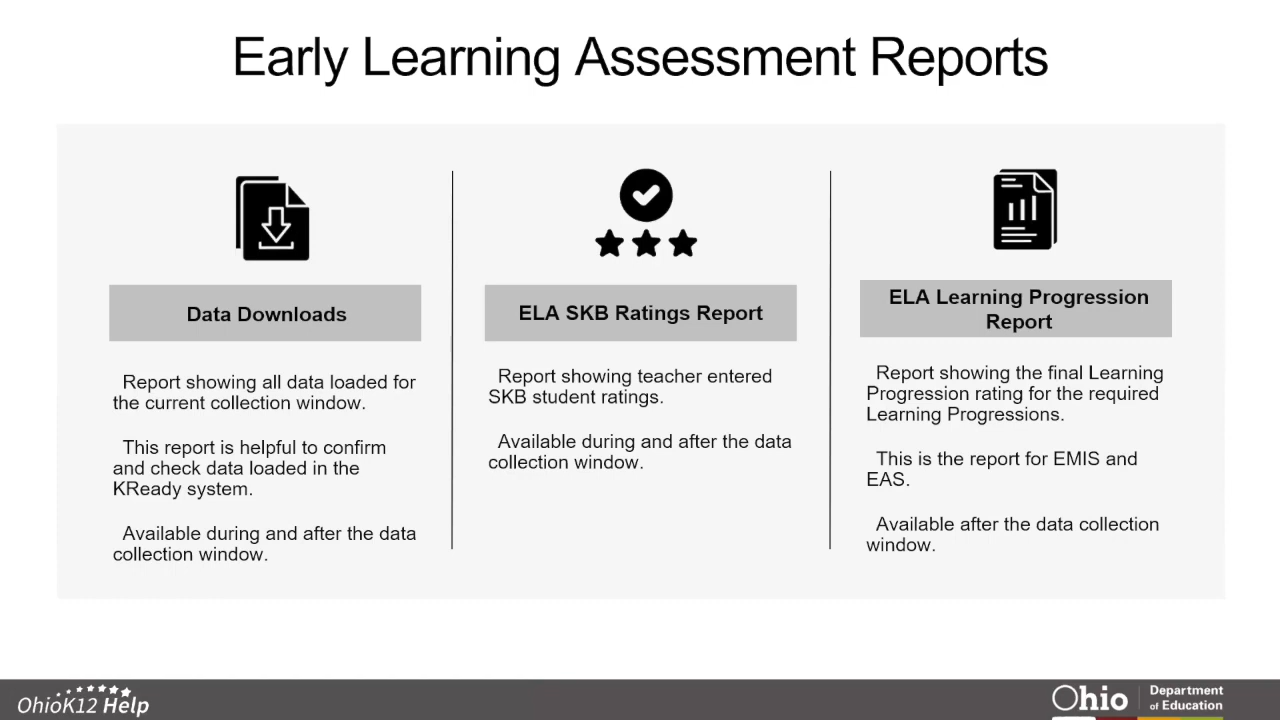 Early Learning Assessment Reports
Data Downloads
Report showing all data loaded for
the current collection window.
This report is helpful to confirm
and check data loaded in the
KReady system.
Available during and after the data
collection window.
ELA SKB Ratings Report
Report showing teacher entered
SKB student ratings.
Available during and after the data
collection window.
ELA Learning Progression
Report
Report showing the final Learning
Progression rating for the required
Learning Progressions.
This is the report for EMIS and
EAS.
Available after the data collection
window.
OhioK12 Help
Ohio
Department
of Education